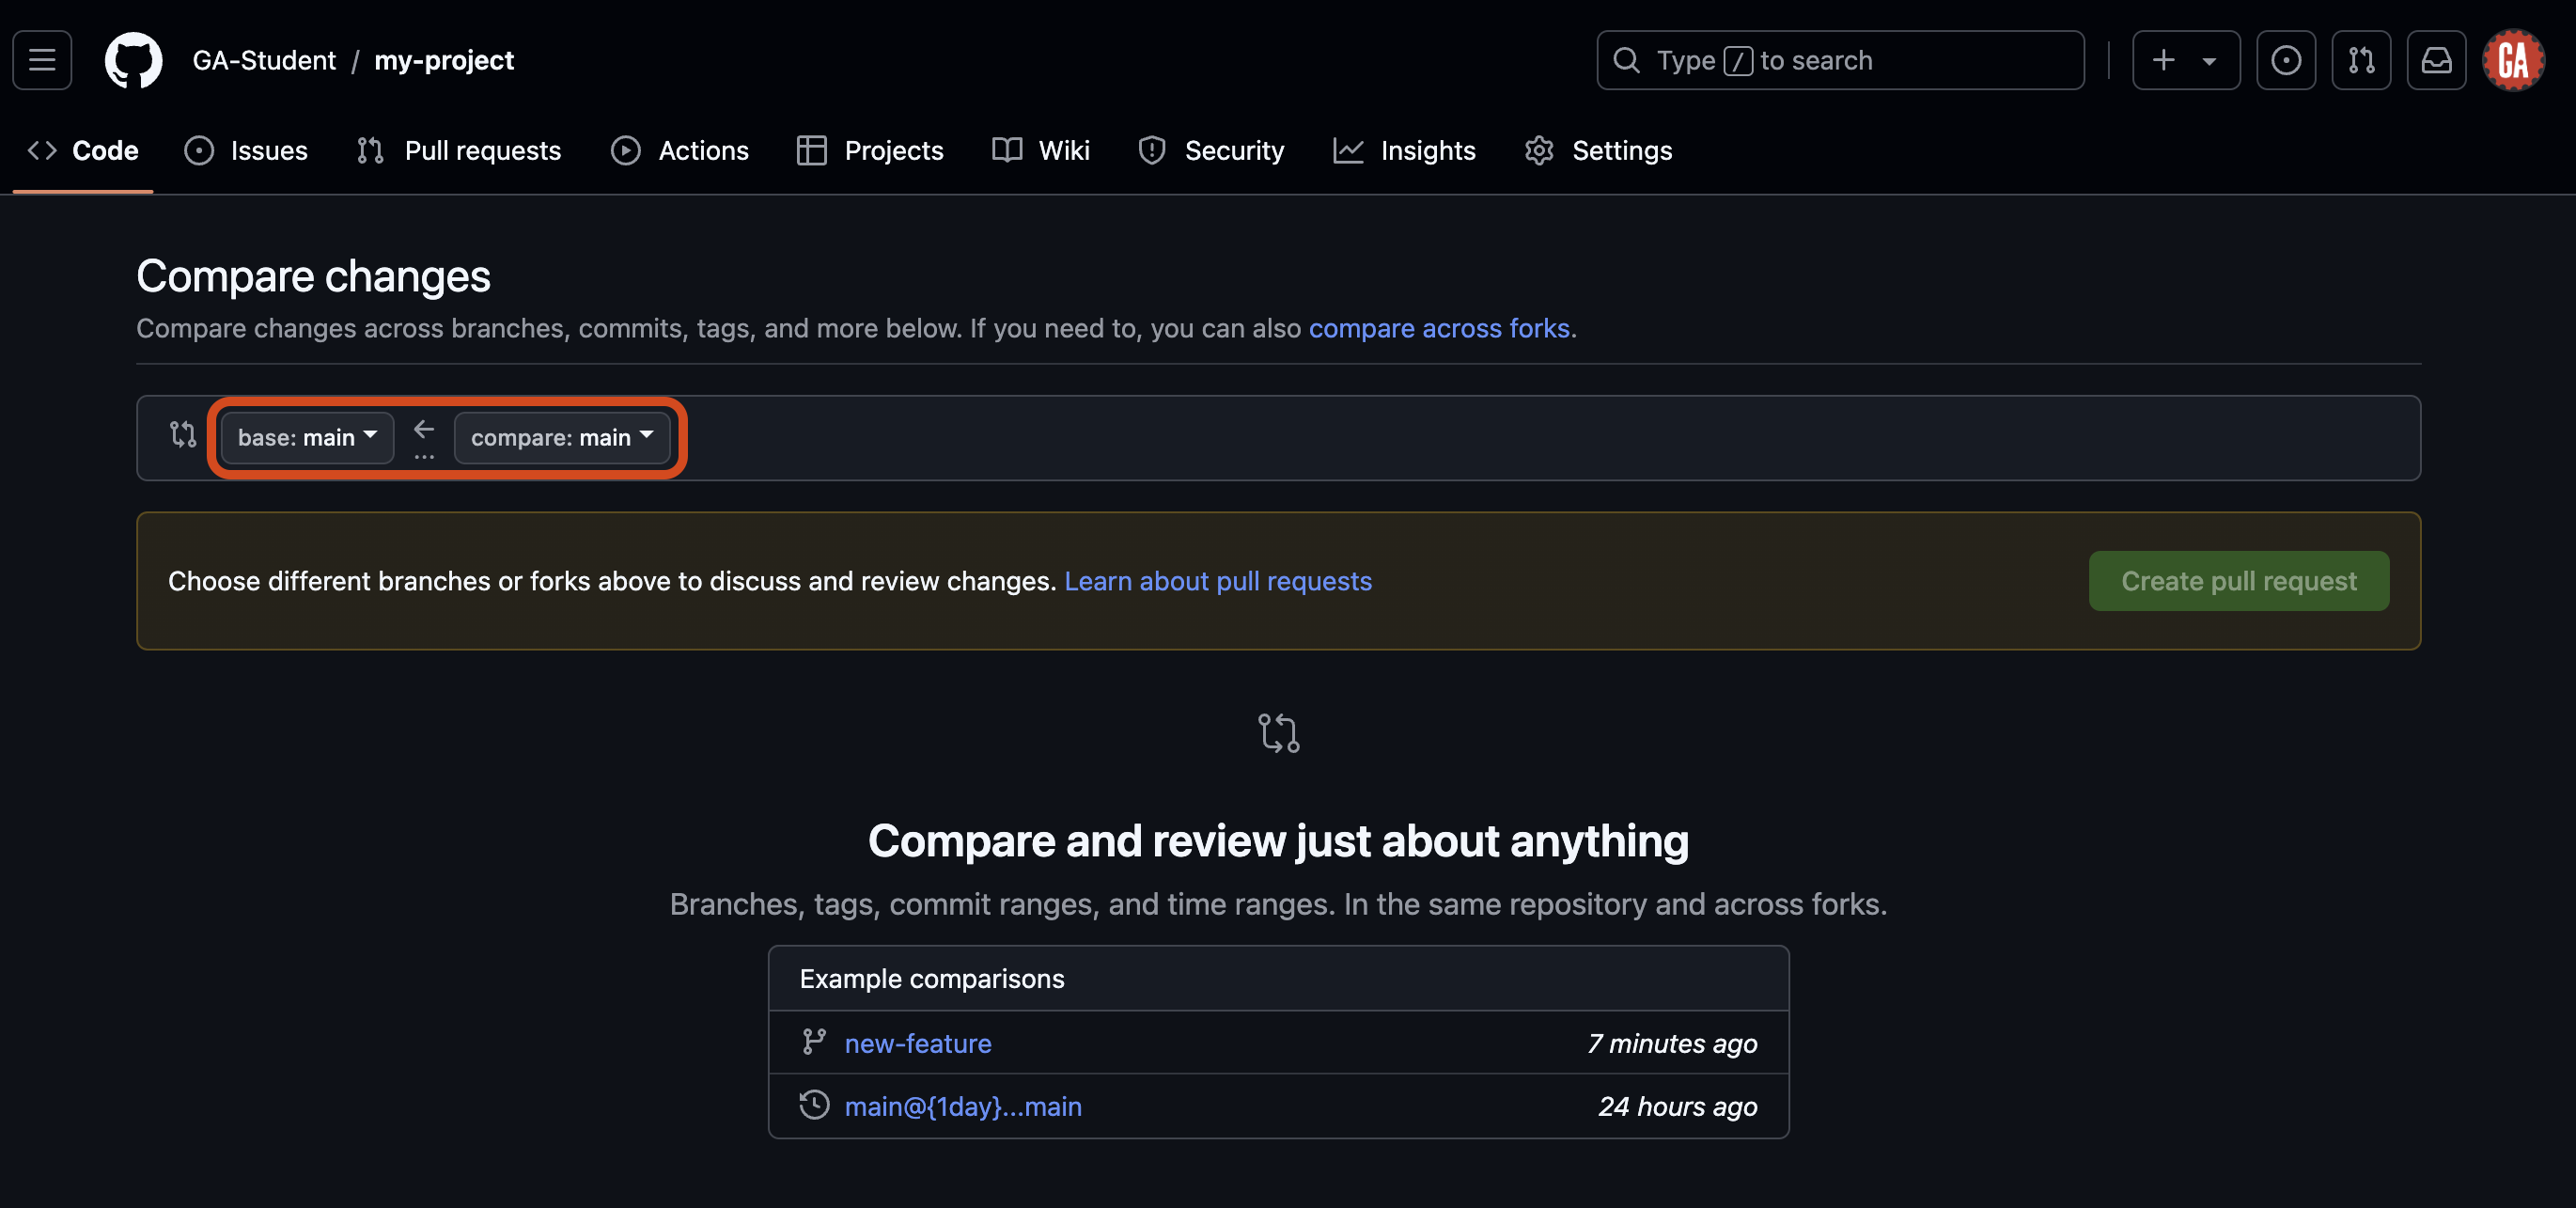 GA-Student / my-project
Type / to search
GA
Code Issues Pull requests Actions Projects Wiki Security Insights Settings
Compare changes
Compare changes across branches, commits, tags, and more below. If you need to, you can also compare across forks.
base: main ← ... compare: main
Choose different branches or forks above to discuss and review changes. Learn about pull requests
Create pull request
Compare and review just about anything
Branches, tags, commit ranges, and time ranges. In the same repository and across forks.
Example comparisons
new-feature 7 minutes ago
main@{1day}...main 24 hours ago